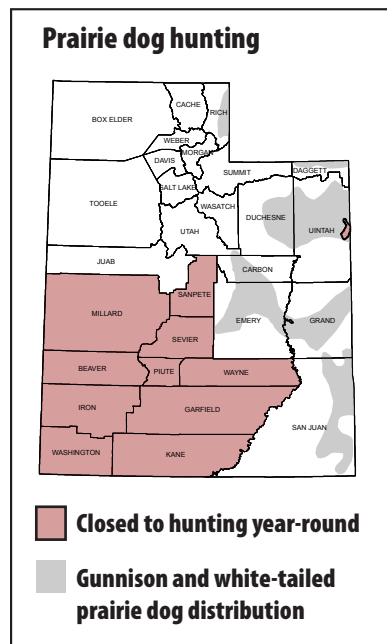 Prairie dog hunting
CACHE
RICH
BOX ELDER
WEBER
MORGAN
DAVIS
SUMMIT
DAGGETT
SALT LAKE
TOOELE
WASATCH
DUCHESNE
UINTAH
UTAH
JUAB
CARBON
SANPETE
MILLARD
EMERY
GRAND
SEVIER
BEAVER
PIUTE
WAYNE
IRON
GARFIELD
SAN JUAN
WASHINGTON
KANE
Closed to hunting year-round
Gunnison and white-tailed
prairie dog distribution